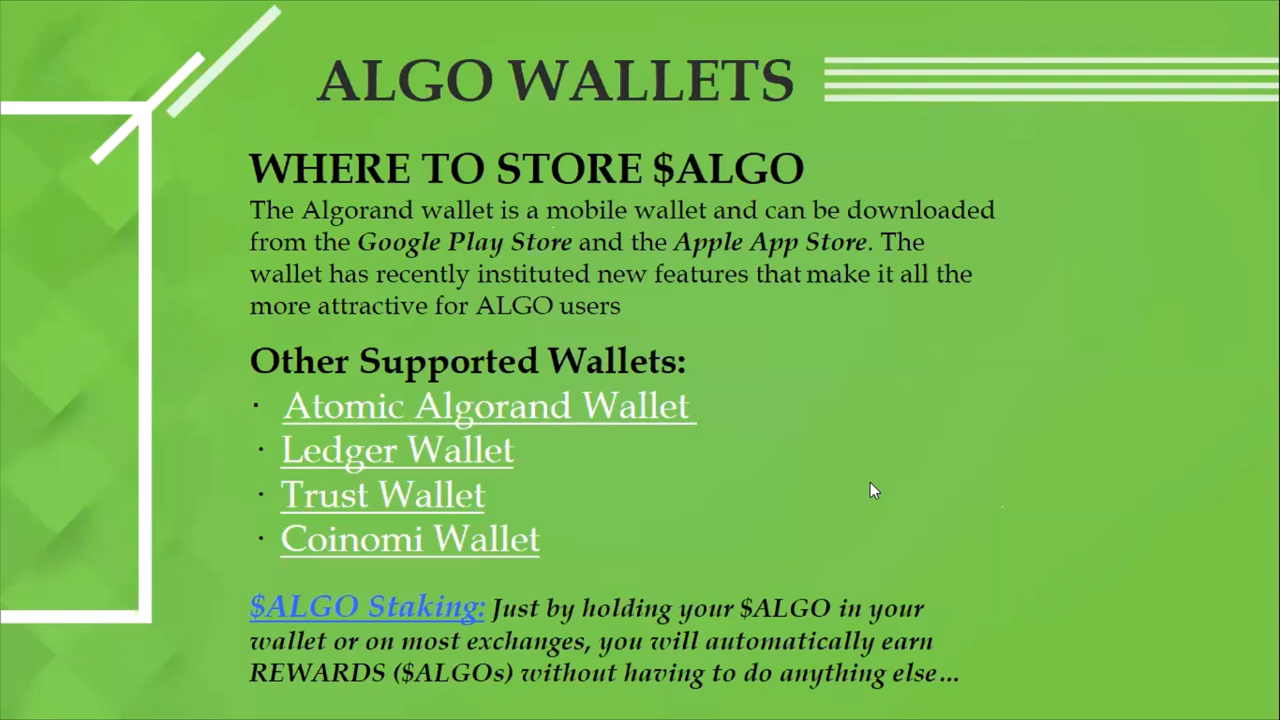 ALGO WALLETS
WHERE TO STORE $ALGO
The Algorand wallet is a mobile wallet and can be downloaded
from the Google Play Store and the Apple App Store. The
wallet has recently instituted new features that make it all the
more attractive for ALGO users
Other Supported Wallets:
· Atomic Algorand Wallet
· Ledger Wallet
· Trust Wallet
· Coinomi Wallet
$ALGO Staking: Just by holding your $ALGO in your
wallet or on most exchanges, you will automatically earn
REWARDS ($ALGOs) without having to do anything else...